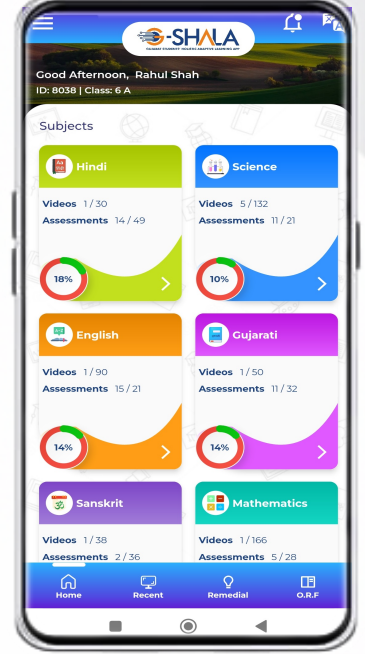 G-SHALA
GUJARAT STUDENTS' HOLISTIC ADAPTIVE LEARNING APP
Good Afternoon, Rahul Shah
ID: 8038 | Class: 6 A
Subjects
Hindi
Videos 1 / 30
Assessments 14 / 49
18%
Science
Videos 5 / 132
Assessments 11 / 21
10%
English
Videos 1 / 90
Assessments 15 / 21
14%
Gujarati
Videos 1 / 50
Assessments 11 / 32
14%
Sanskrit
Videos 1 / 38
Assessments 2 / 36
Mathematics
Videos 1 / 166
Assessments 5 / 28
Home
Recent
Remedial
O.R.F